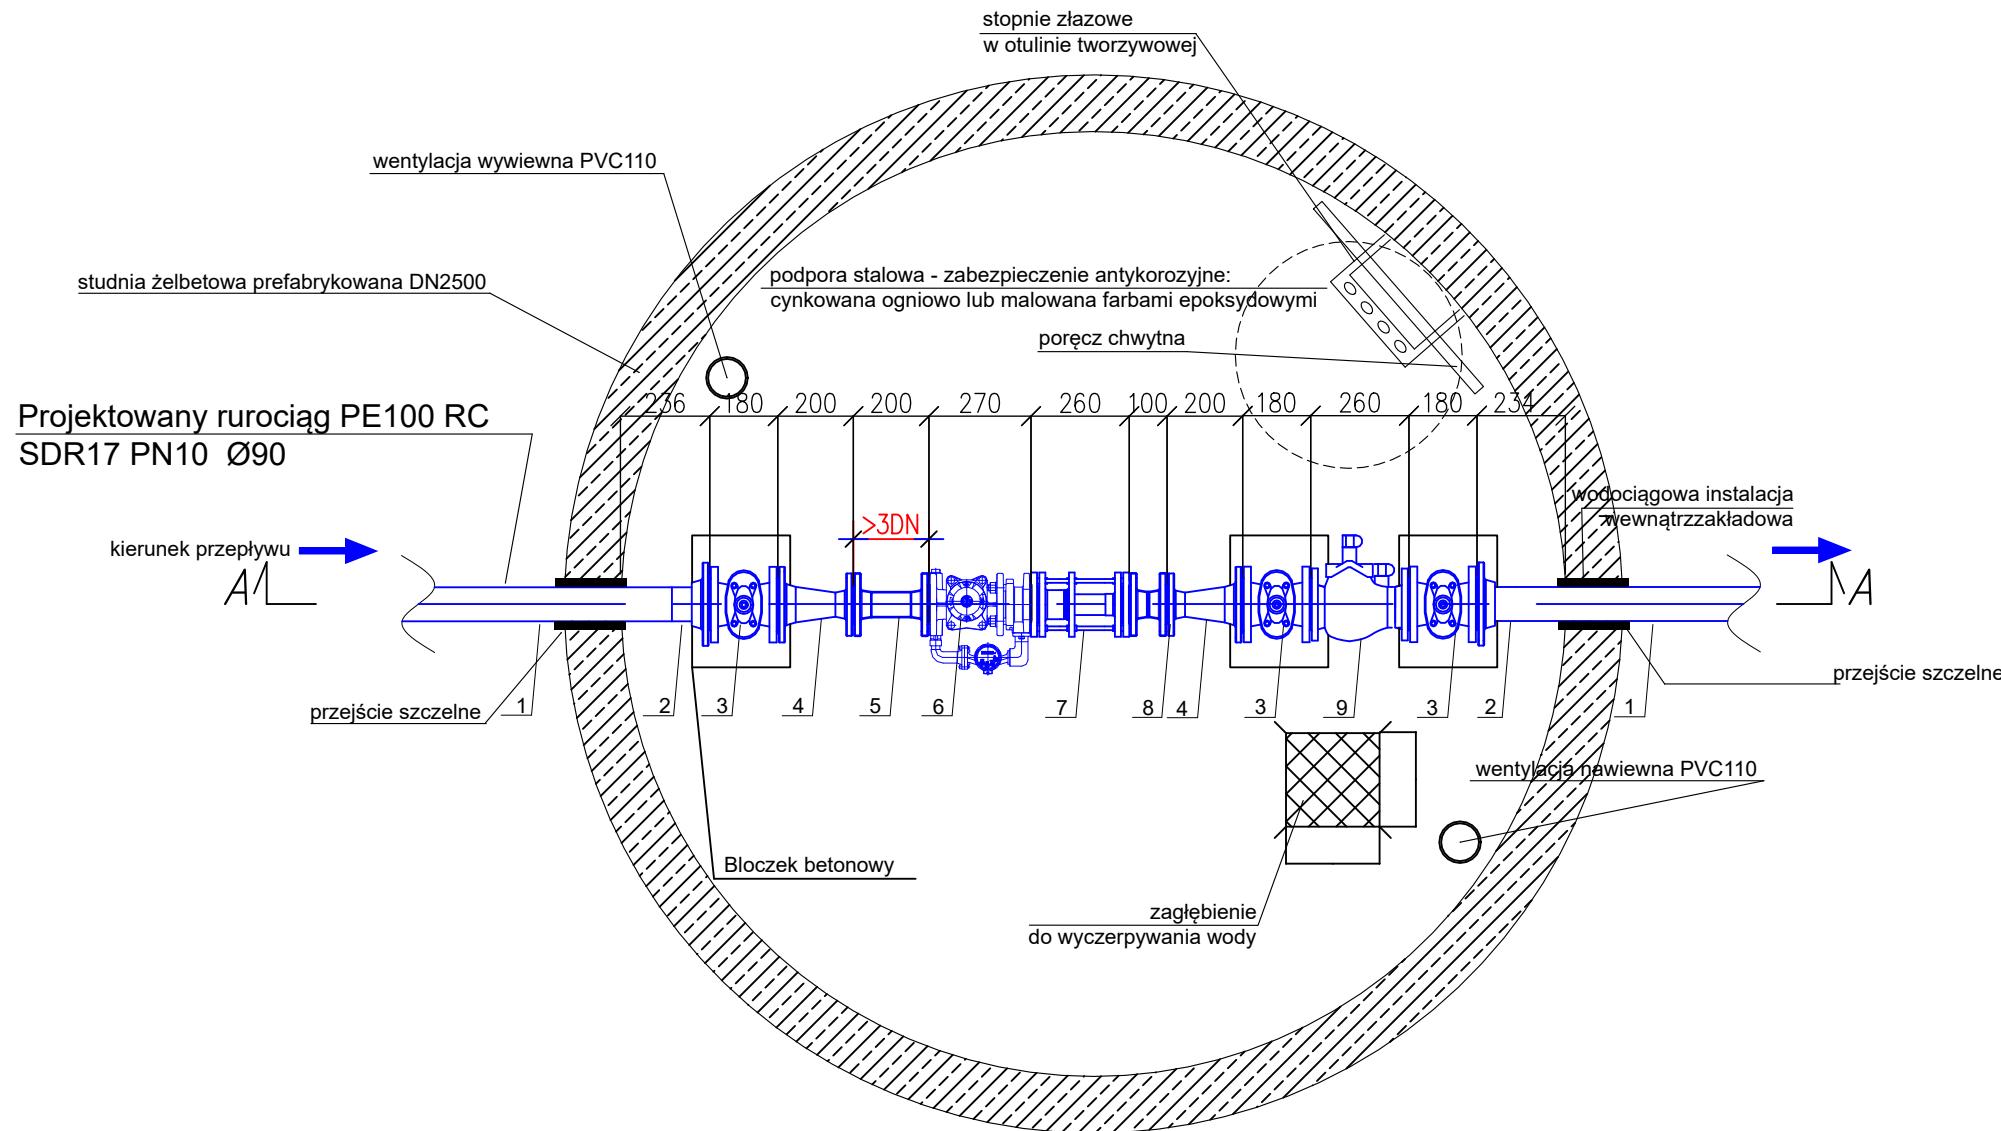 stopnie złazowe
w otulinie tworzywowej
wentylacja wywiewna PVC110
studnia żelbetowa prefabrykowana DN2500
podpora stalowa - zabezpieczenie antykorozyjne:
cynkowana ogniowo lub malowana farbami epoksydowymi
poręcz chwytna
Projektowany rurociąg PE100 RC
SDR17 PN10 Ø90
236 180 200 200 270 260 100 200 180 260 180 234
>3DN
wodociągowa instalacja
wewnątrzzakładowa
kierunek przepływu
A A
przejście szczelne
przejście szczelne
1 2 3 4 5 6 7 8 4 3 9 3 2 1
wentylacja nawiewna PVC110
Bloczek betonowy
zagłębienie
do wyczerpywania wody